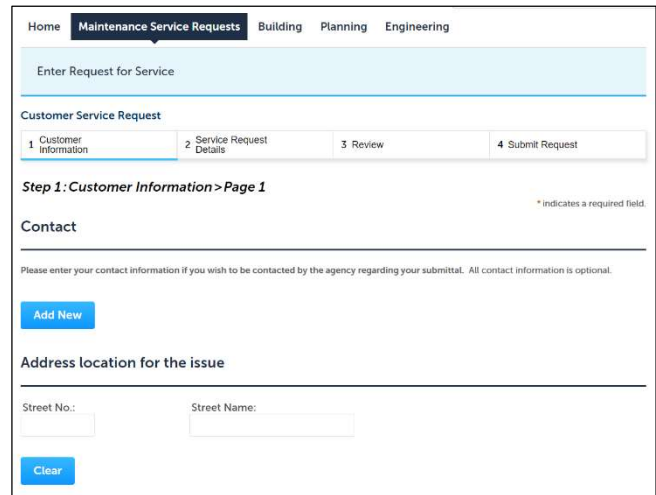 Home Maintenance Service Requests Building Planning Engineering
Enter Request for Service
Customer Service Request
1 Customer Information 2 Service Request Details 3 Review 4 Submit Request
Step 1: Customer Information > Page 1
* indicates a required field.
Contact
Please enter your contact information if you wish to be contacted by the agency regarding your submittal. All contact information is optional.
Add New
Address location for the issue
Street No.: Street Name:
Clear